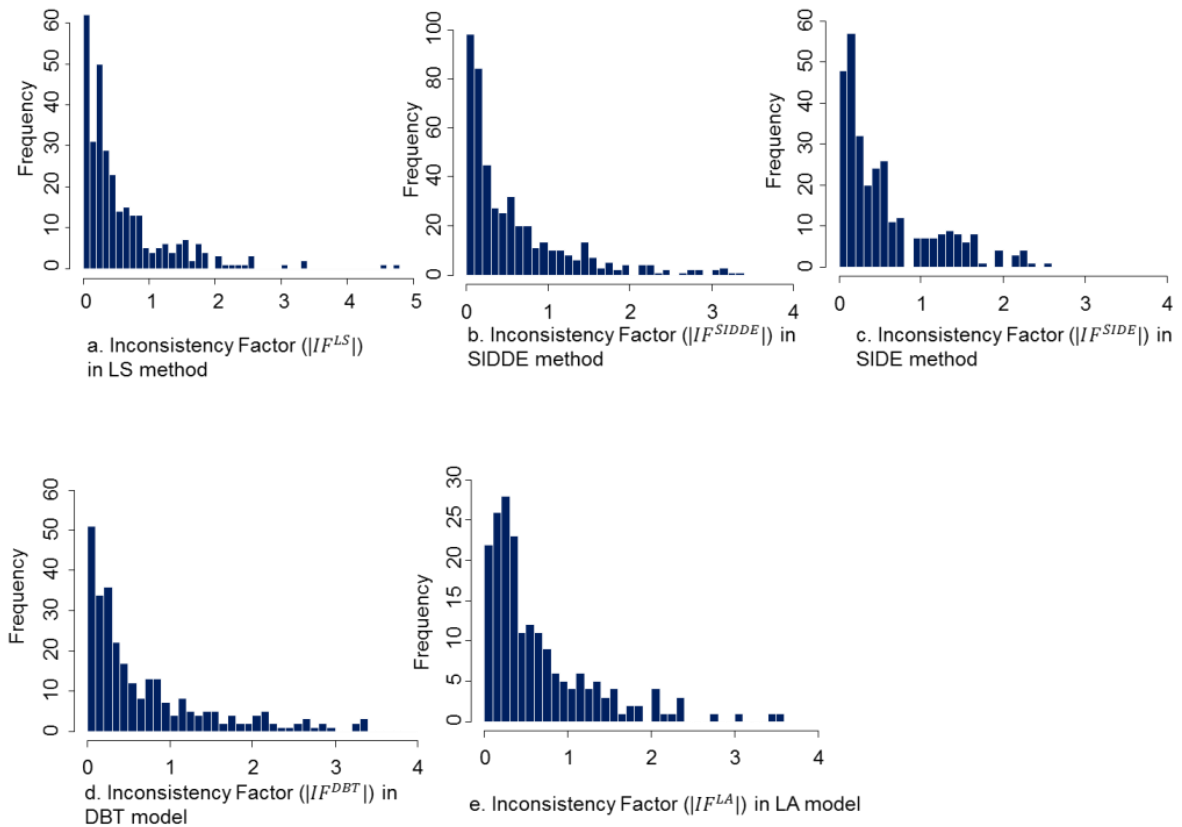 Frequency
0 10 20 30 40 50 60
0 1 2 3 4 5
a. Inconsistency Factor (|IF^{LS}|)
in LS method
Frequency
0 20 40 60 80 100
0 1 2 3 4
b. Inconsistency Factor (|IF^{SIDDE}|) in
SIDDE method
Frequency
0 10 20 30 40 50 60
0 1 2 3 4
c. Inconsistency Factor (|IF^{SIDE}|) in
SIDE method
Frequency
0 10 20 30 40 50 60
0 1 2 3 4
d. Inconsistency Factor (|IF^{DBT}|) in
DBT model
Frequency
0 5 10 15 20 25 30
0 1 2 3 4
e. Inconsistency Factor (|IF^{LA}|) in LA model